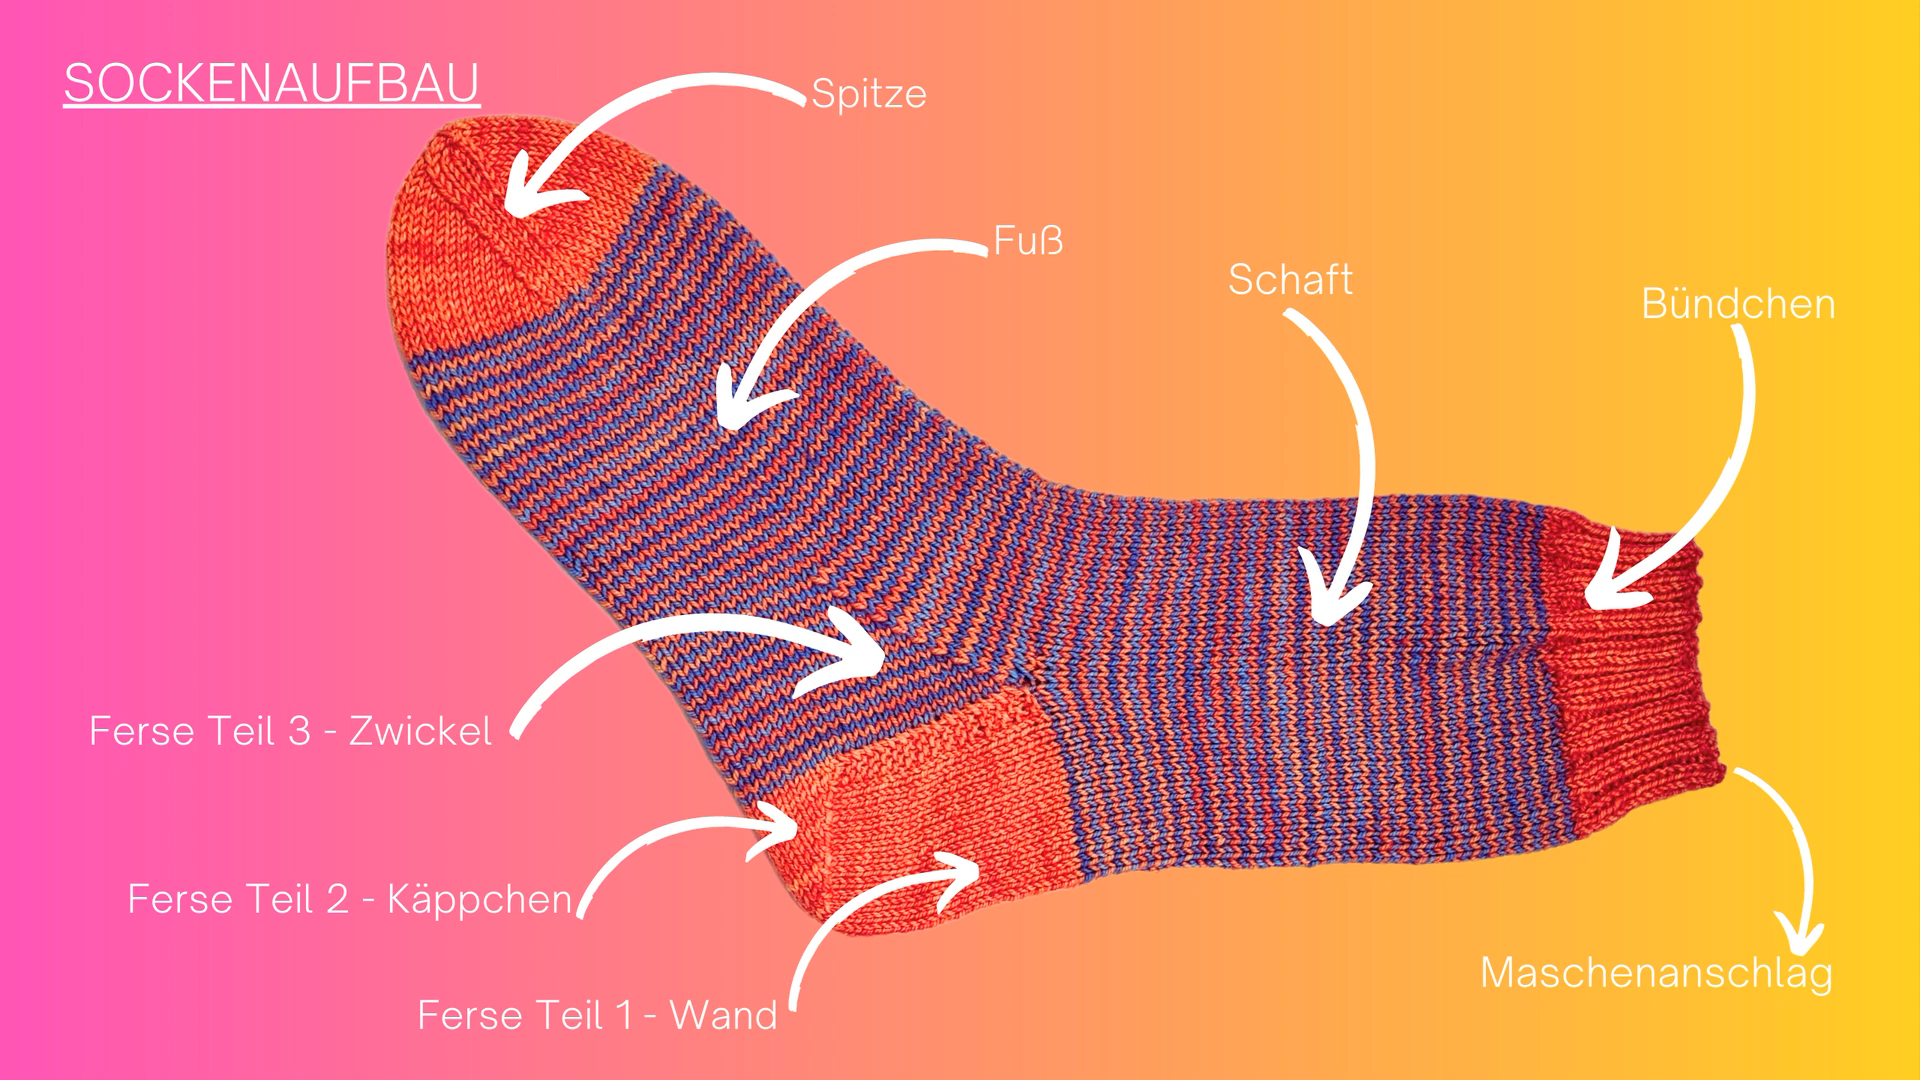 SOCKENAUFBAU
Spitze
Fuß
Schaft
Bündchen
Ferse Teil 3 - Zwickel
Ferse Teil 2 - Käppchen
Ferse Teil 1 - Wand
Maschenanschlag